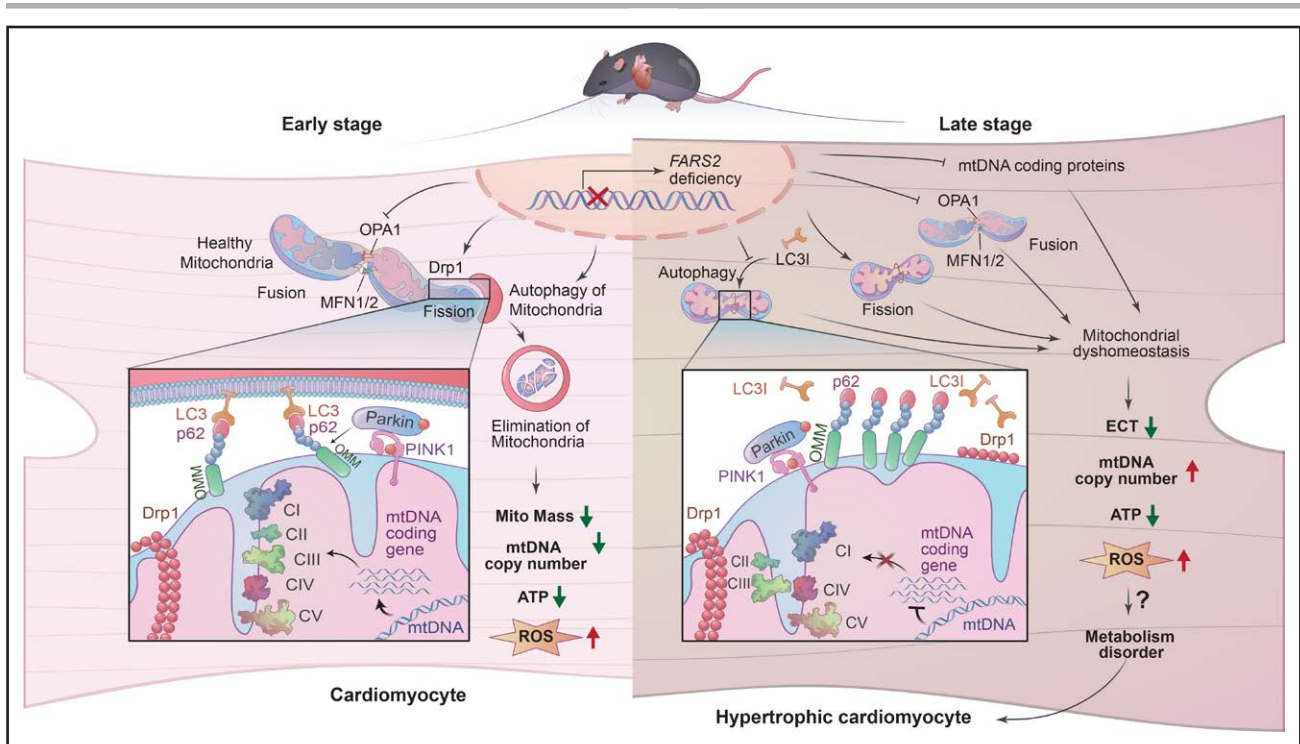 Early stage
Late stage
FARS2
deficiency
OPA1
Healthy
Mitochondria
Fusion
MFN1/2
Drp1
Fission
Autophagy of
Mitochondria
Elimination of
Mitochondria
Mito Mass
mtDNA
copy number
ATP
ROS
LC3
p62
OMM
LC3
p62
OMM
Parkin
PINK1
Drp1
CI
CII
CIII
CIV
CV
mtDNA
coding
gene
mtDNA
Cardiomyocyte
mtDNA coding proteins
OPA1
Fusion
MFN1/2
LC3I
Autophagy
Fission
Mitochondrial
dyshomeostasis
ECT
mtDNA
copy number
ATP
ROS
?
Metabolism
disorder
LC3I
p62
LC3I
Parkin
OMM
PINK1
Drp1
Drp1
CI
CII
CIII
CIV
CV
mtDNA
coding
gene
mtDNA
Hypertrophic cardiomyocyte